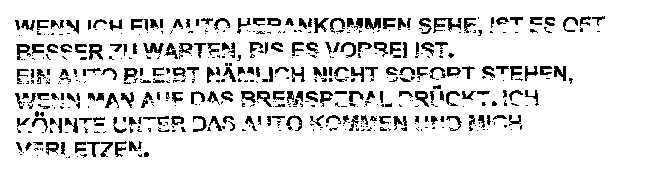 WENN ICH EIN AUTO HERANKOMMEN SEHE, IST ES OFT
BESSER ZU WARTEN, BIS ES VORBEI IST.
EIN AUTO BLEIBT NÄMLICH NICHT SOFORT STEHEN,
WENN MAN AUF DAS BREMSPEDAL DRÜCKT. ICH
KÖNNTE UNTER DAS AUTO KOMMEN UND MICH
VERLETZEN.